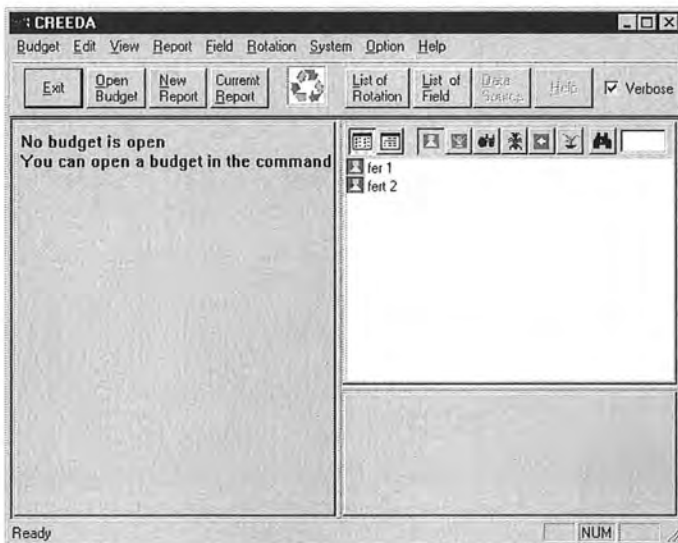 CREEDA
Budget Edit View Report Field Rotation System Option Help
Exit
Open Budget
New Report
Current Report
List of Rotation
List of Field
Data Source
Help
Verbose
No budget is open
You can open a budget in the command
fer 1
fert 2
Ready
NUM